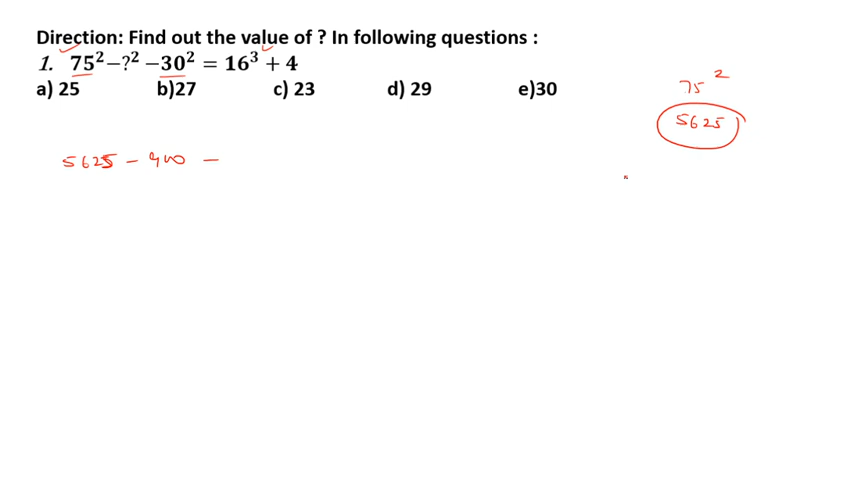 Direction: Find out the value of ? In following questions :
1. 75² −?² −30² = 16³ + 4
a) 25 b)27 c) 23 d) 29 e)30
75²
5625
5625 − 900 −